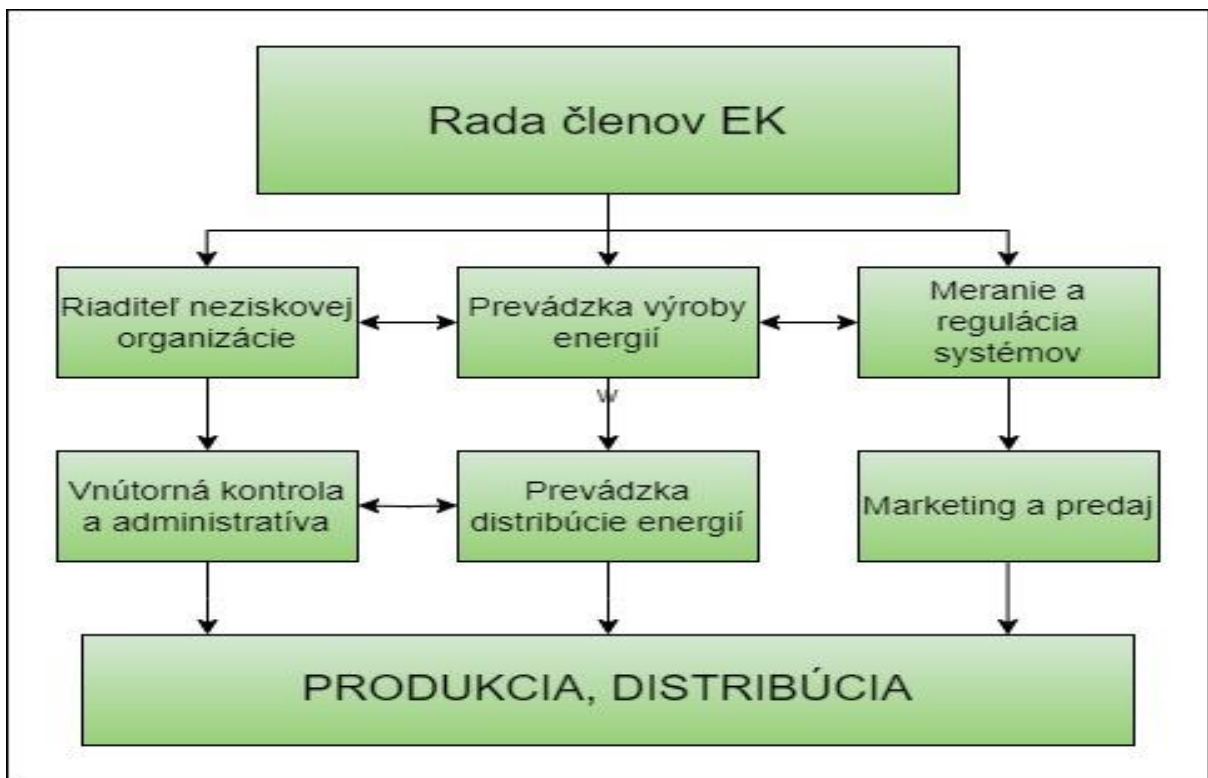 Rada členov EK
Riaditeľ neziskovej
organizácie
Prevádzka výroby
energií
Meranie a
regulácia
systémov
w
Vnútorná kontrola
a administratíva
Prevádzka
distribúcie energií
Marketing a predaj
PRODUKCIA, DISTRIBÚCIA